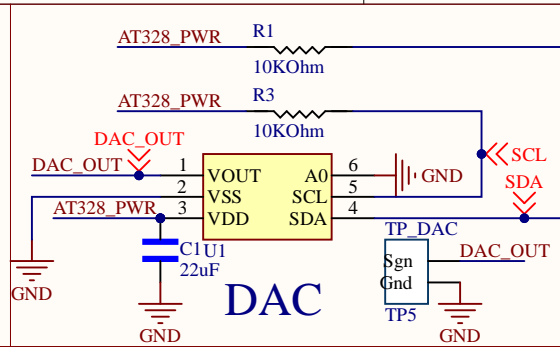 AT328_PWR R1
10KOhm
AT328_PWR R3
10KOhm
DAC_OUT
SCL
DAC_OUT 1 VOUT A0 6 GND
2 VSS SCL 5
SDA
AT328_PWR 3 VDD SDA 4
TP_DAC
C1 U1
22uF
Sgn DAC_OUT
Gnd
GND
DAC
TP5
GND GND